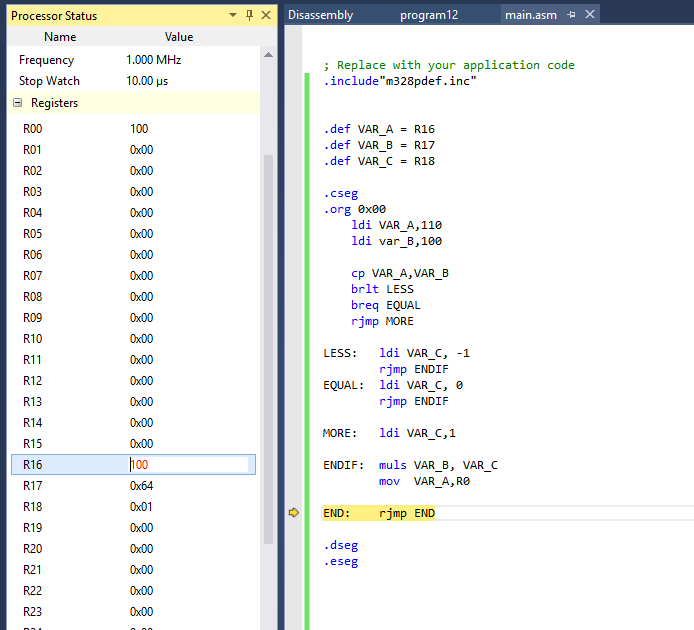 Processor Status
Name Value
Frequency 1.000 MHz
Stop Watch 10.00 µs
Registers
R00 100
R01 0x00
R02 0x00
R03 0x00
R04 0x00
R05 0x00
R06 0x00
R07 0x00
R08 0x00
R09 0x00
R10 0x00
R11 0x00
R12 0x00
R13 0x00
R14 0x00
R15 0x00
R16 100
R17 0x64
R18 0x01
R19 0x00
R20 0x00
R21 0x00
R22 0x00
R23 0x00
Disassembly program12 main.asm
; Replace with your application code
.include"m328pdef.inc"
.def VAR_A = R16
.def VAR_B = R17
.def VAR_C = R18
.cseg
.org 0x00
ldi VAR_A,110
ldi var_B,100
cp VAR_A,VAR_B
brlt LESS
breq EQUAL
rjmp MORE
LESS: ldi VAR_C, -1
rjmp ENDIF
EQUAL: ldi VAR_C, 0
rjmp ENDIF
MORE: ldi VAR_C,1
ENDIF: muls VAR_B, VAR_C
mov VAR_A,R0
END: rjmp END
.dseg
.eseg